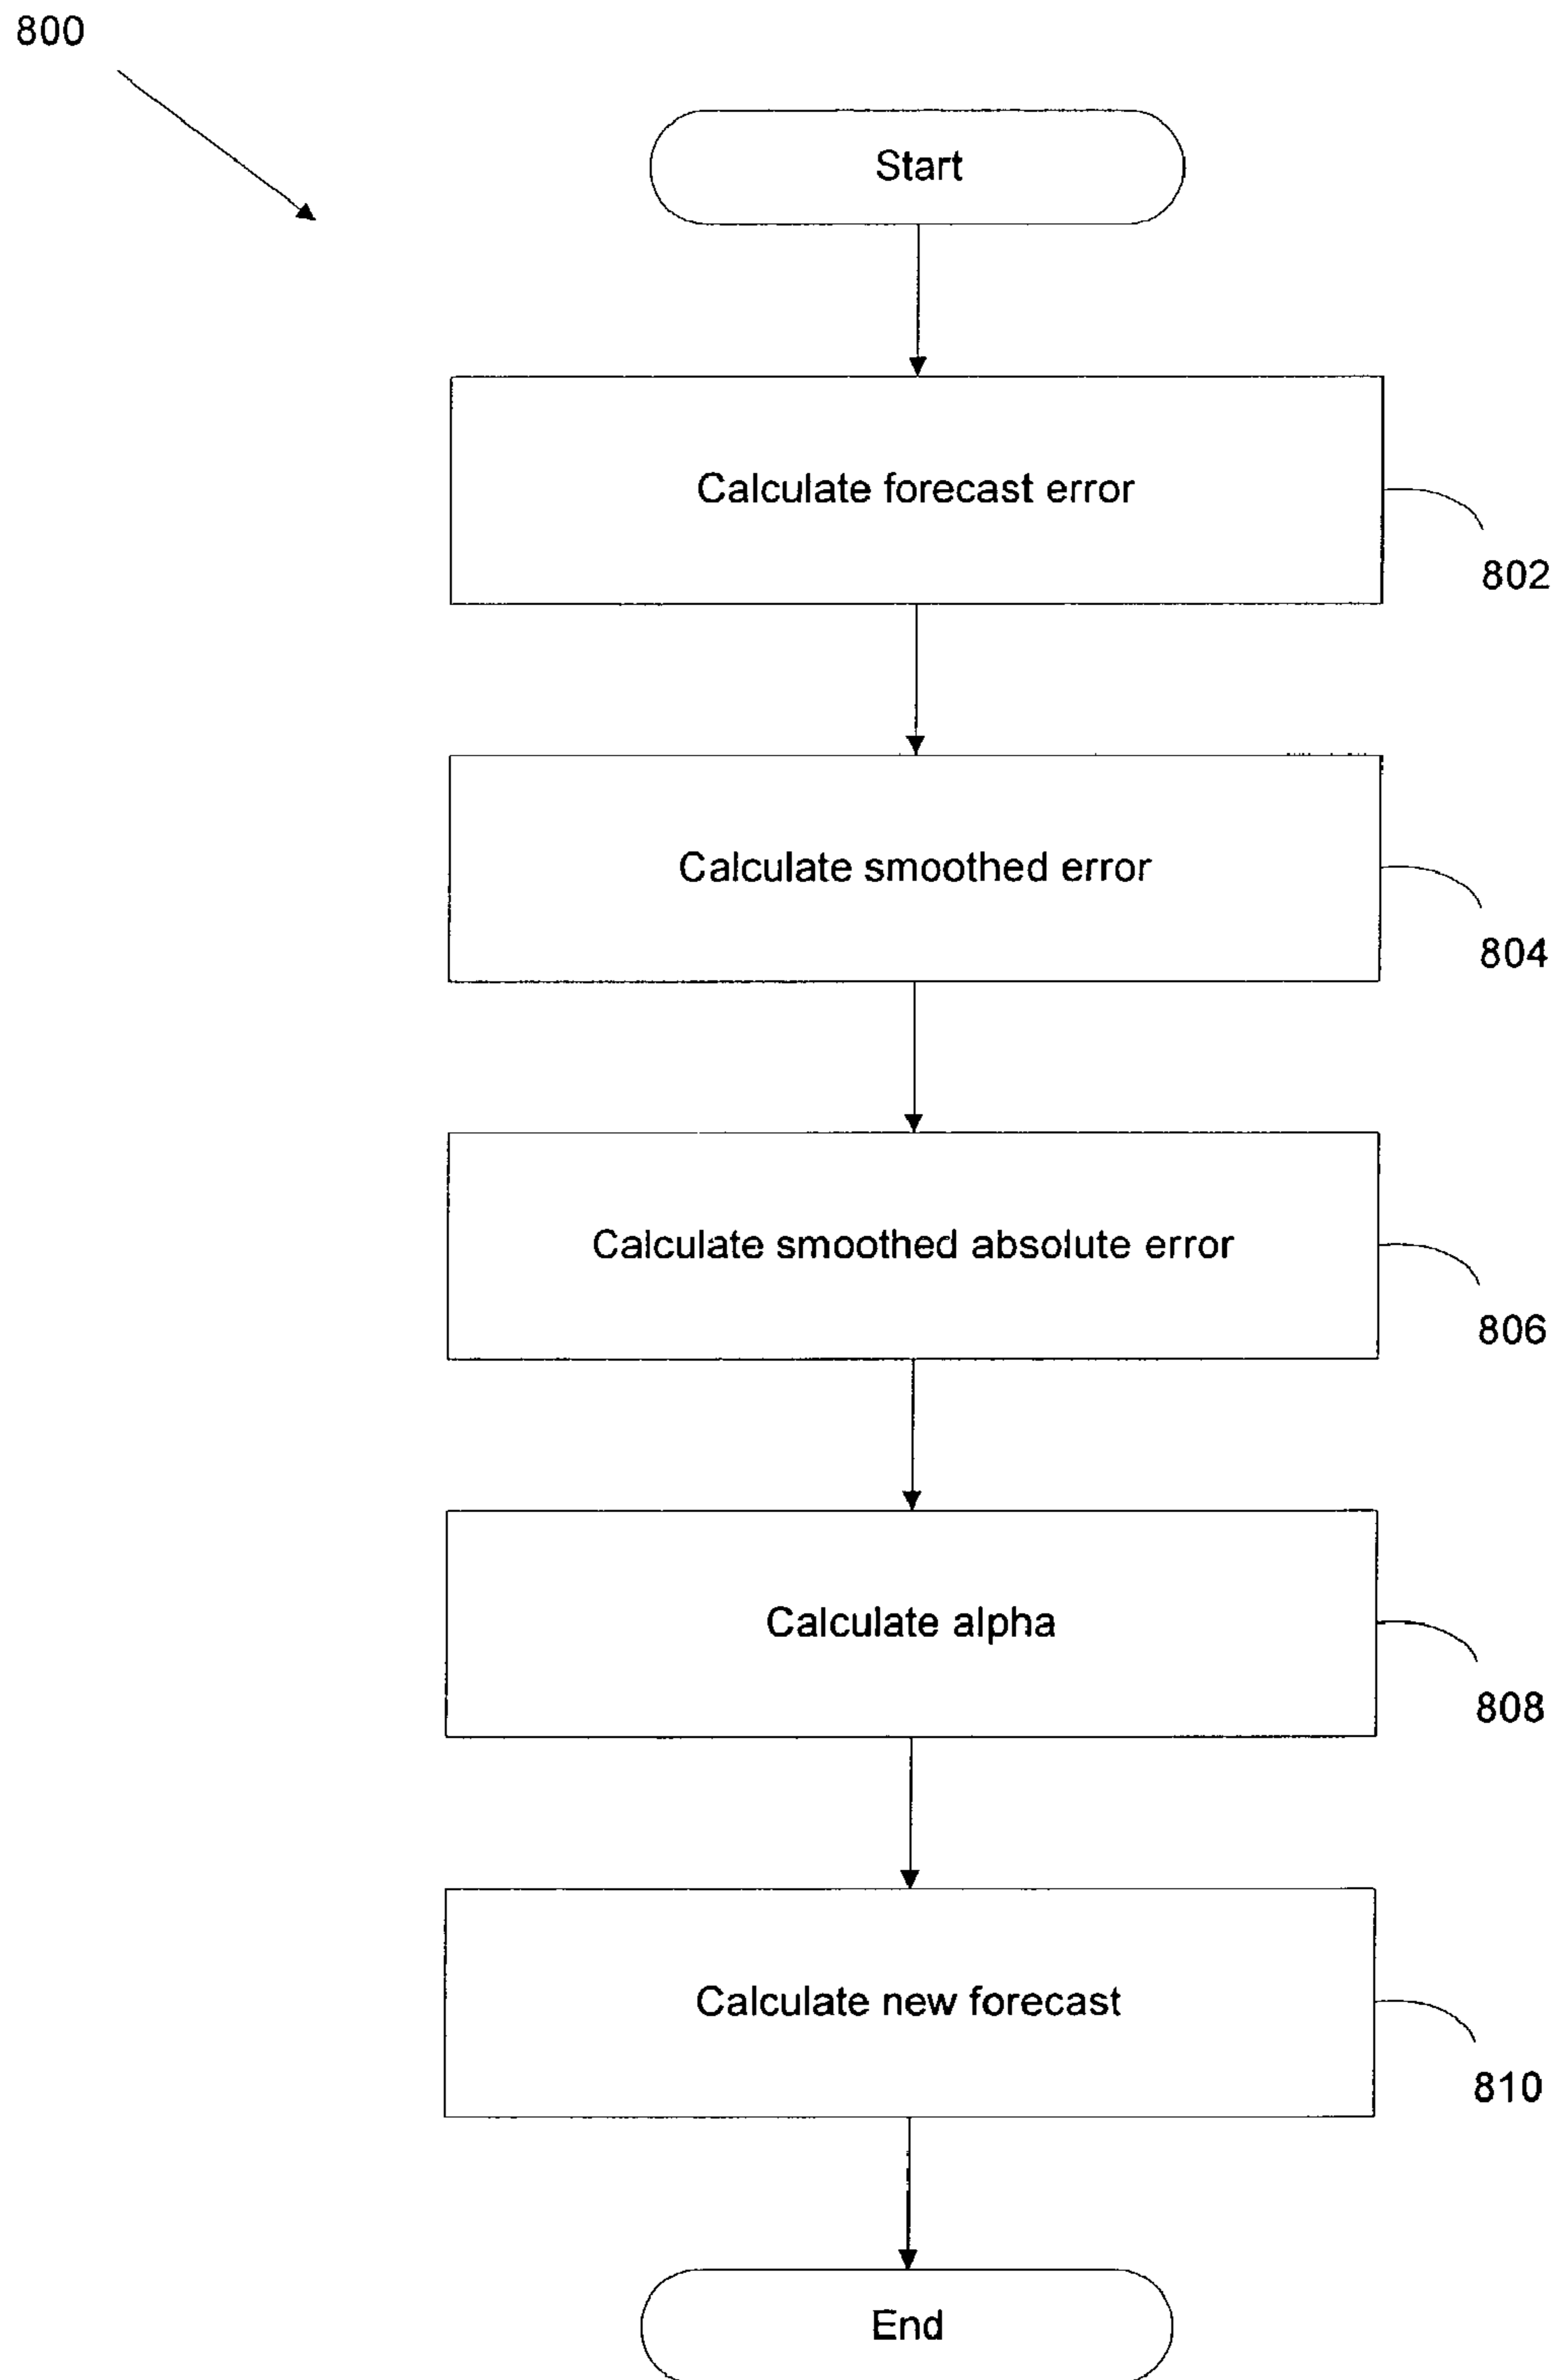 800
Start
Calculate forecast error
802
Calculate smoothed error
804
Calculate smoothed absolute error
806
Calculate alpha
808
Calculate new forecast
810
End